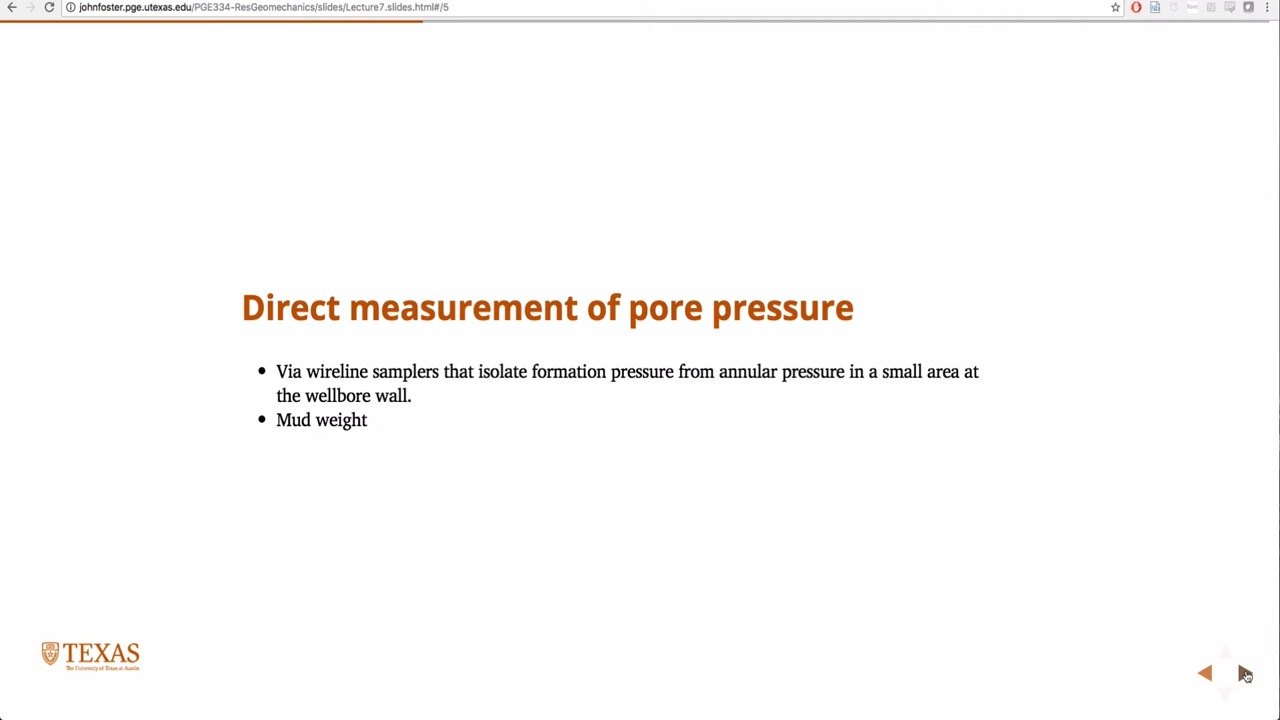 johnfoster.pge.utexas.edu/PGE334-ResGeomechanics/slides/Lecture7.slides.html#/5
Direct measurement of pore pressure
• Via wireline samplers that isolate formation pressure from annular pressure in a small area at
the wellbore wall.
• Mud weight
TEXAS
The University of Texas at Austin